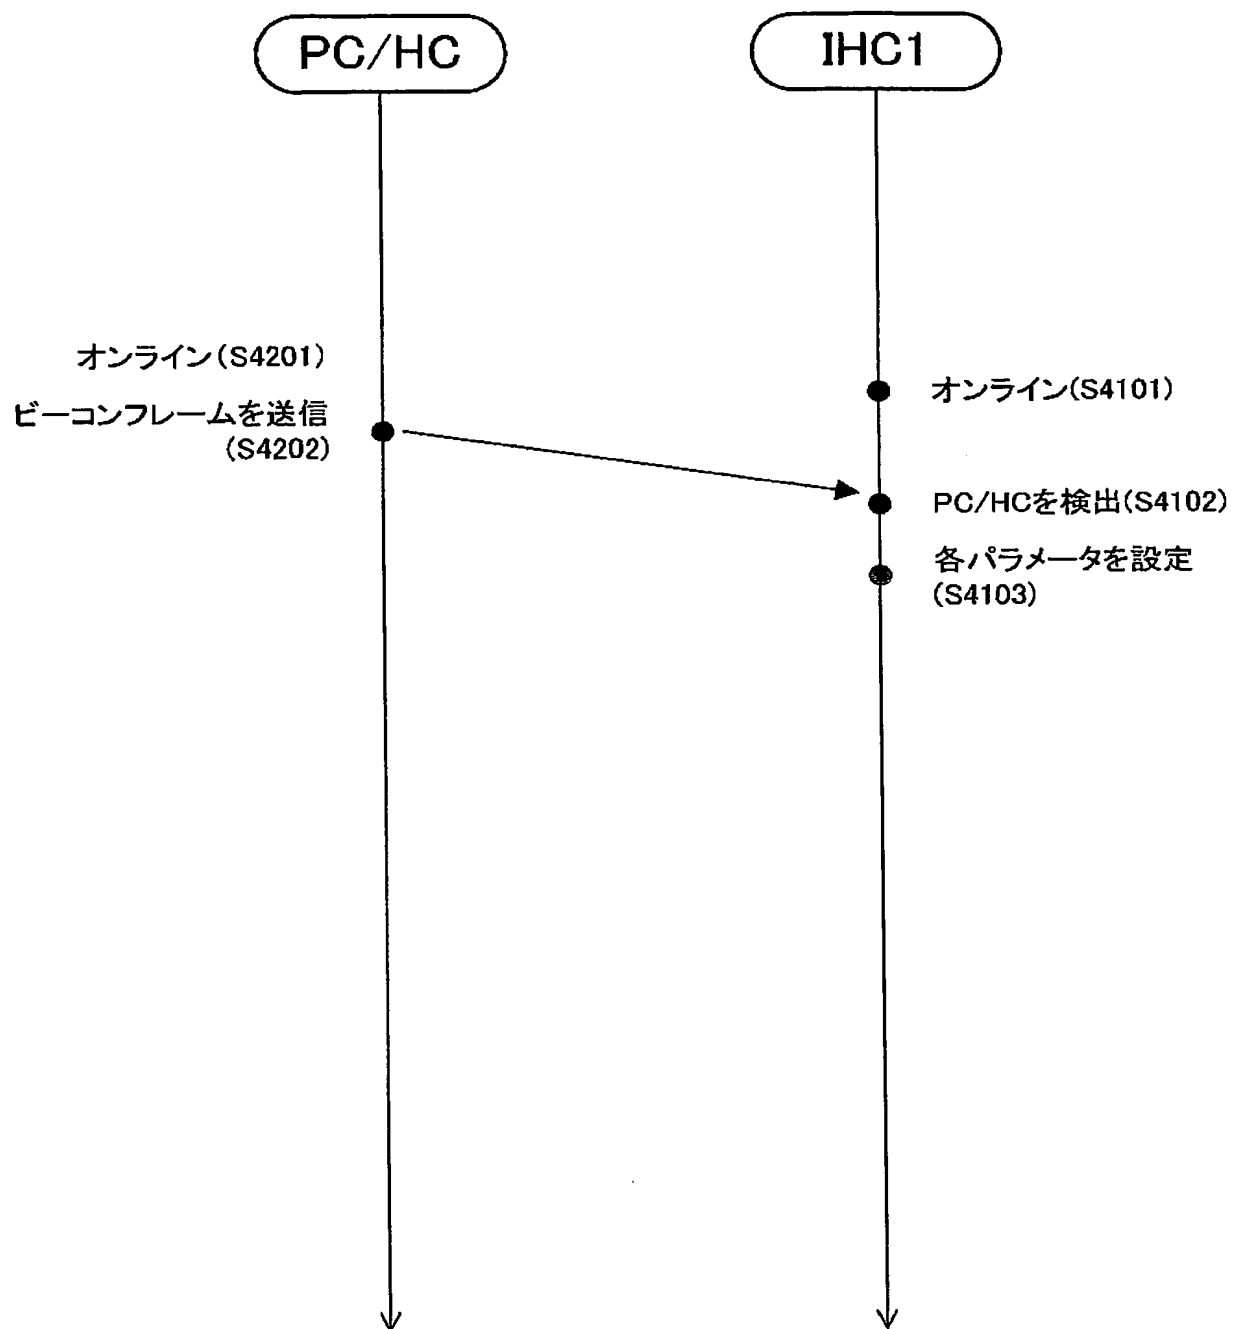 PC/HC
IHC1
オンライン(S4201)
ビーコンフレームを送信
(S4202)
オンライン(S4101)
PC/HCを検出(S4102)
各パラメータを設定
(S4103)